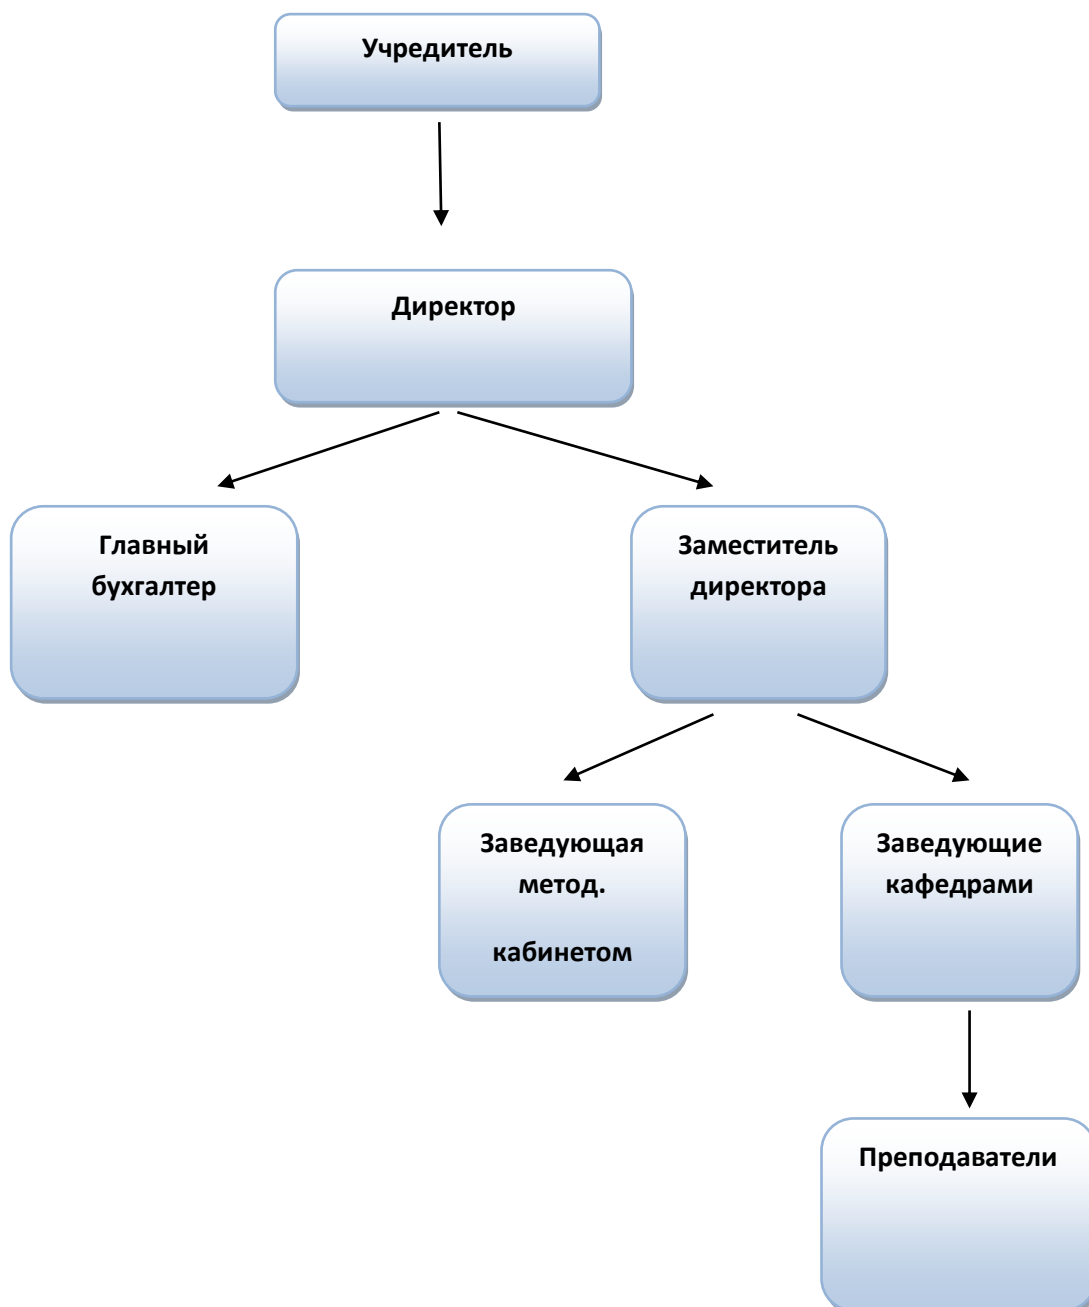 Учредитель
Директор
Главный
бухгалтер
Заместитель
директора
Заведующая
метод.
кабинетом
Заведующие
кафедрами
Преподаватели